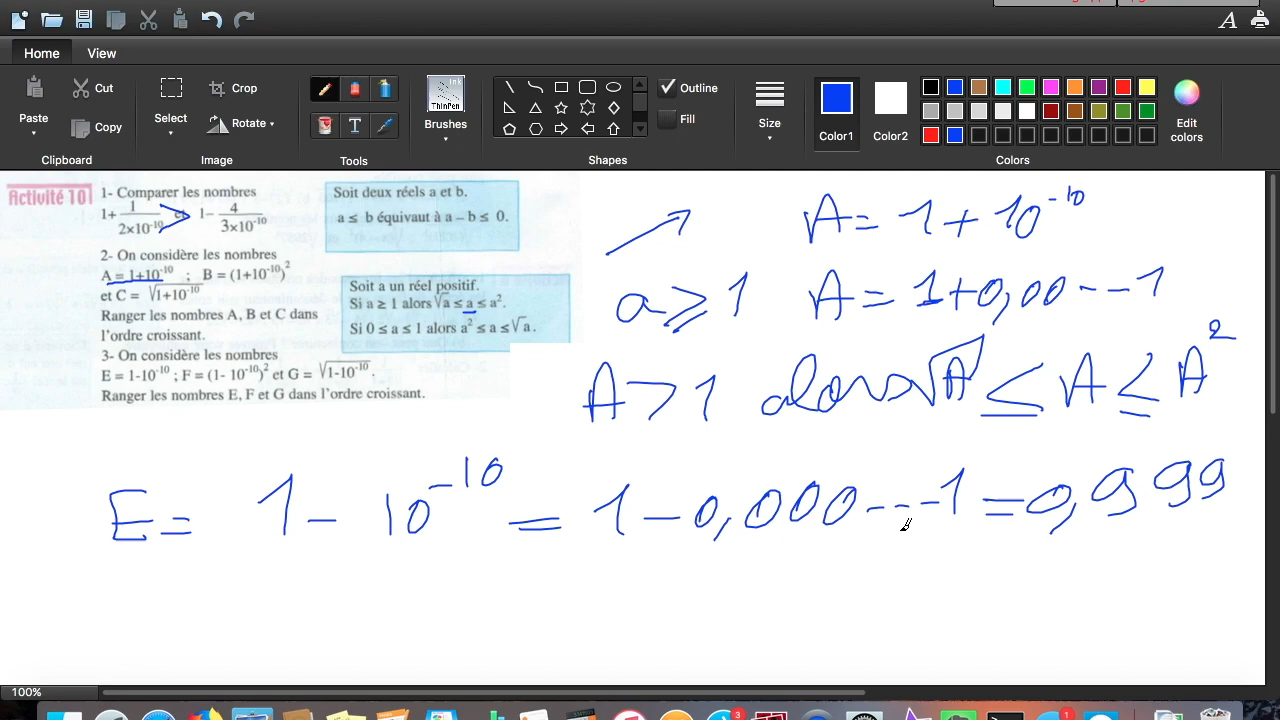 Home View
Cut
Copy
Paste
Clipboard
Select
Crop
Rotate
Image
Tools
Ink
ThinPen
Brushes
Outline
Fill
Shapes
Size
Color1
Color2
Edit
colors
Colors
Activité 10
1- Comparer les nombres
1+ 1/2×10⁻¹⁰ et > 1− 4/3×10⁻¹⁰
2- On considère les nombres
A = 1+10⁻¹⁰ ; B = (1+10⁻¹⁰)²
et C = √1+10⁻¹⁰
Ranger les nombres A, B et C dans
l'ordre croissant.
3- On considère les nombres
E = 1-10⁻¹⁰ ; F = (1- 10⁻¹⁰)² et G = √1-10⁻¹⁰.
Ranger les nombres E, F et G dans l'ordre croissant.
Soit deux réels a et b.
a ≤ b équivaut à a − b ≤ 0.
Soit a un réel positif.
Si a ≥ 1 alors √a ≤ a ≤ a².
Si 0 ≤ a ≤ 1 alors a² ≤ a ≤ √a.
A = 1 + 10⁻¹⁰
a ⩾ 1 A = 1+0,00---1
A > 1 alors √A ≤ A ≤ A²
E = 1 − 10⁻¹⁰ = 1 − 0,000---1 = 0,999
100%
3
1